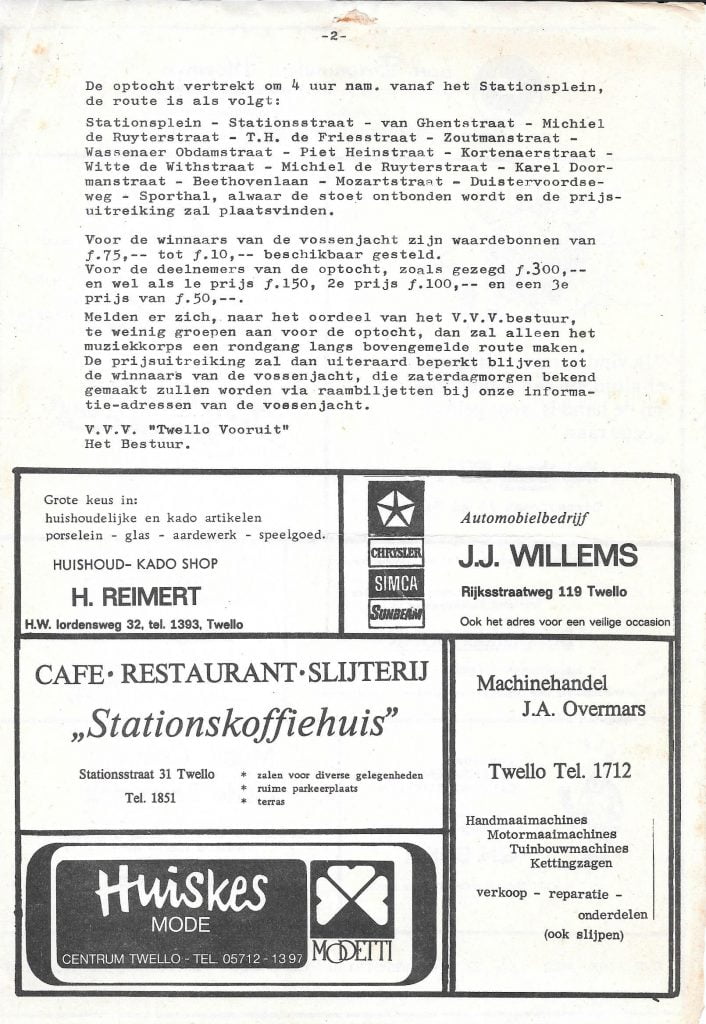 -2-
De optocht vertrekt om 4 uur nam. vanaf het Stationsplein,
de route is als volgt:
Stationsplein - Stationsstraat - van Ghentstraat - Michiel
de Ruyterstraat - T.H. de Friesstraat - Zoutmanstraat -
Wassenaer Obdamstraat - Piet Heinstraat - Kortenaerstraat -
Witte de Withstraat - Michiel de Ruyterstraat - Karel Door-
manstraat - Beethovenlaan - Mozartstraat - Duistervoordse-
weg - Sporthal, alwaar de stoet ontbonden wordt en de prijs-
uitreiking zal plaatsvinden.
Voor de winnaars van de vossenjacht zijn waardebonnen van
f.75,-- tot f.10,-- beschikbaar gesteld.
Voor de deelnemers van de optocht, zoals gezegd f.300,--
en wel als 1e prijs f.150, 2e prijs f.100,-- en een 3e
prijs van f.50,--.
Melden er zich, naar het oordeel van het V.V.V.bestuur,
te weinig groepen aan voor de optocht, dan zal alleen het
muziekkorps een rondgang langs bovengemelde route maken.
De prijsuitreiking zal dan uiteraard beperkt blijven tot
de winnaars van de vossenjacht, die zaterdagmorgen bekend
gemaakt zullen worden via raambiljetten bij onze informa-
tie-adressen van de vossenjacht.
V.V.V. "Twello Vooruit"
Het Bestuur.
Grote keus in:
huishoudelijke en kado artikelen
porselein - glas - aardewerk - speelgoed.
HUISHOUD- KADO SHOP
H. REIMERT
H.W. Iordensweg 32, tel. 1393, Twello
CHRYSLER
SIMCA
SUNBEAM
Automobielbedrijf
J.J. WILLEMS
Rijksstraatweg 119 Twello
Ook het adres voor een veilige occasion
CAFE · RESTAURANT · SLIJTERIJ
„Stationskoffiehuis”
Stationsstraat 31 Twello
Tel. 1851
* zalen voor diverse gelegenheden
* ruime parkeerplaats
* terras
Machinehandel
J.A. Overmars
Twello Tel. 1712
Handmaaimachines
Motormaaimachines
Tuinbouwmachines
Kettingzagen
verkoop - reparatie -
onderdelen
(ook slijpen)
Huiskes
MODE
CENTRUM TWELLO - TEL. 05712 - 1397
MODETTI